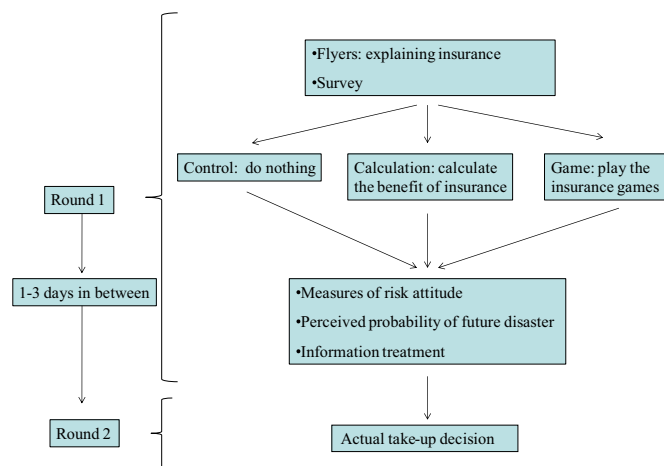 •Flyers: explaining insurance
•Survey
Control:  do nothing
Calculation: calculate
the benefit of insurance
Game: play the
insurance games
Round 1
1-3 days in between
•Measures of risk attitude
•Perceived probability of future disaster
•Information treatment
Round 2
Actual take-up decision